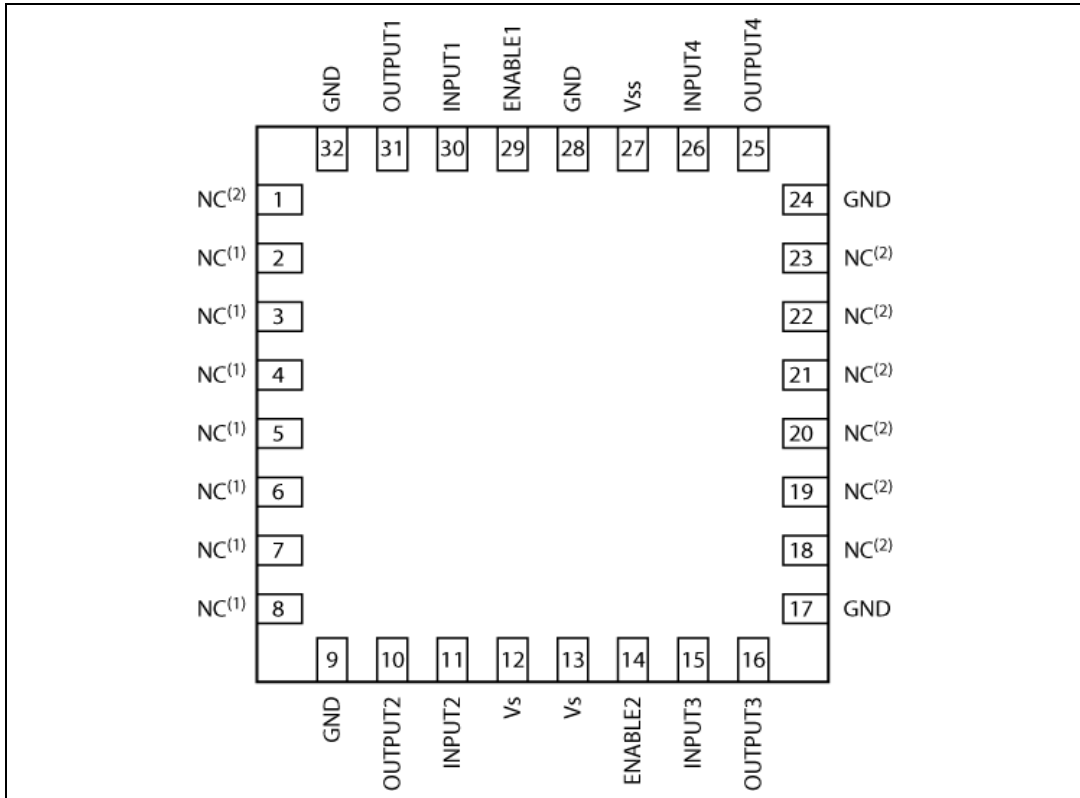 GND
OUTPUT1
INPUT1
ENABLE1
GND
Vss
INPUT4
OUTPUT4
32 31 30 29 28 27 26 25
NC(2) 1 24 GND
NC(1) 2 23 NC(2)
NC(1) 3 22 NC(2)
NC(1) 4 21 NC(2)
NC(1) 5 20 NC(2)
NC(1) 6 19 NC(2)
NC(1) 7 18 NC(2)
NC(1) 8 17 GND
9 10 11 12 13 14 15 16
GND
OUTPUT2
INPUT2
Vs
Vs
ENABLE2
INPUT3
OUTPUT3